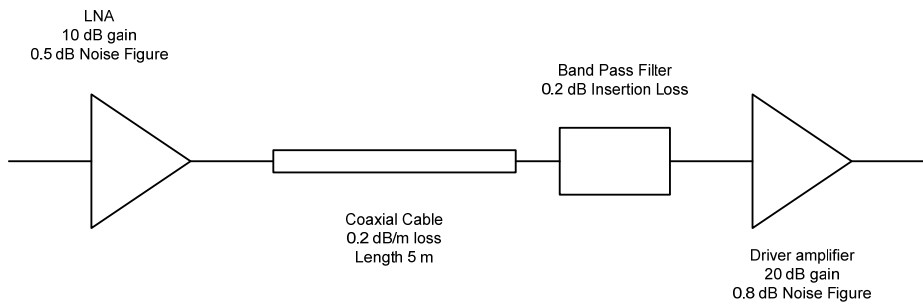 LNA
10 dB gain
0.5 dB Noise Figure
Band Pass Filter
0.2 dB Insertion Loss
Coaxial Cable
0.2 dB/m loss
Length 5 m
Driver amplifier
20 dB gain
0.8 dB Noise Figure